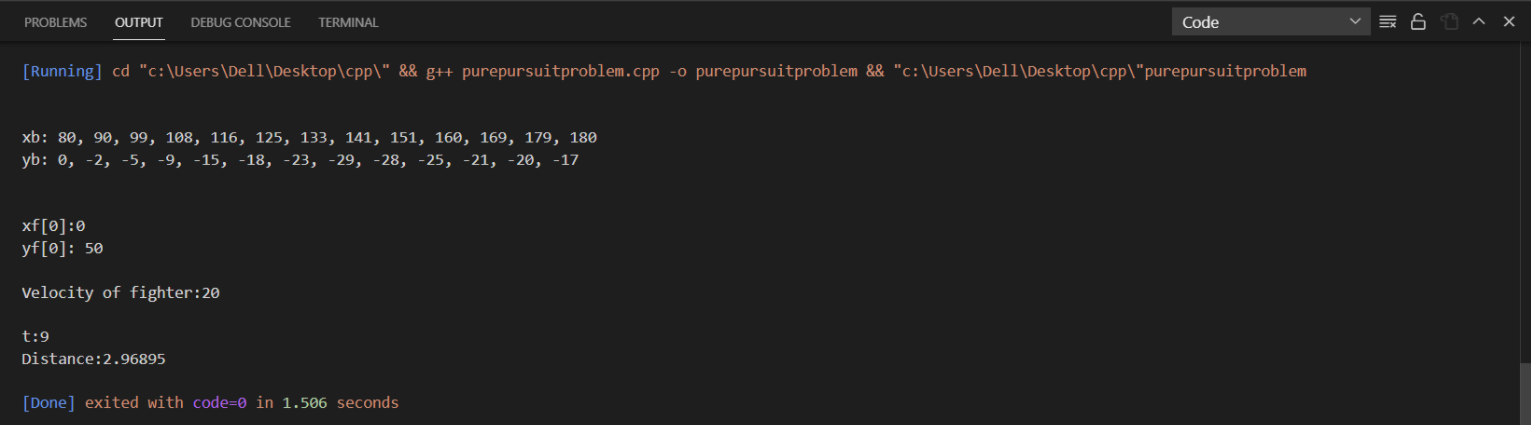 PROBLEMS OUTPUT DEBUG CONSOLE TERMINAL Code
[Running] cd "c:\Users\Dell\Desktop\cpp\" && g++ purepursuitproblem.cpp -o purepursuitproblem && "c:\Users\Dell\Desktop\cpp\"purepursuitproblem
xb: 80, 90, 99, 108, 116, 125, 133, 141, 151, 160, 169, 179, 180
yb: 0, -2, -5, -9, -15, -18, -23, -29, -28, -25, -21, -20, -17
xf[0]:0
yf[0]: 50
Velocity of fighter:20
t:9
Distance:2.96895
[Done] exited with code=0 in 1.506 seconds